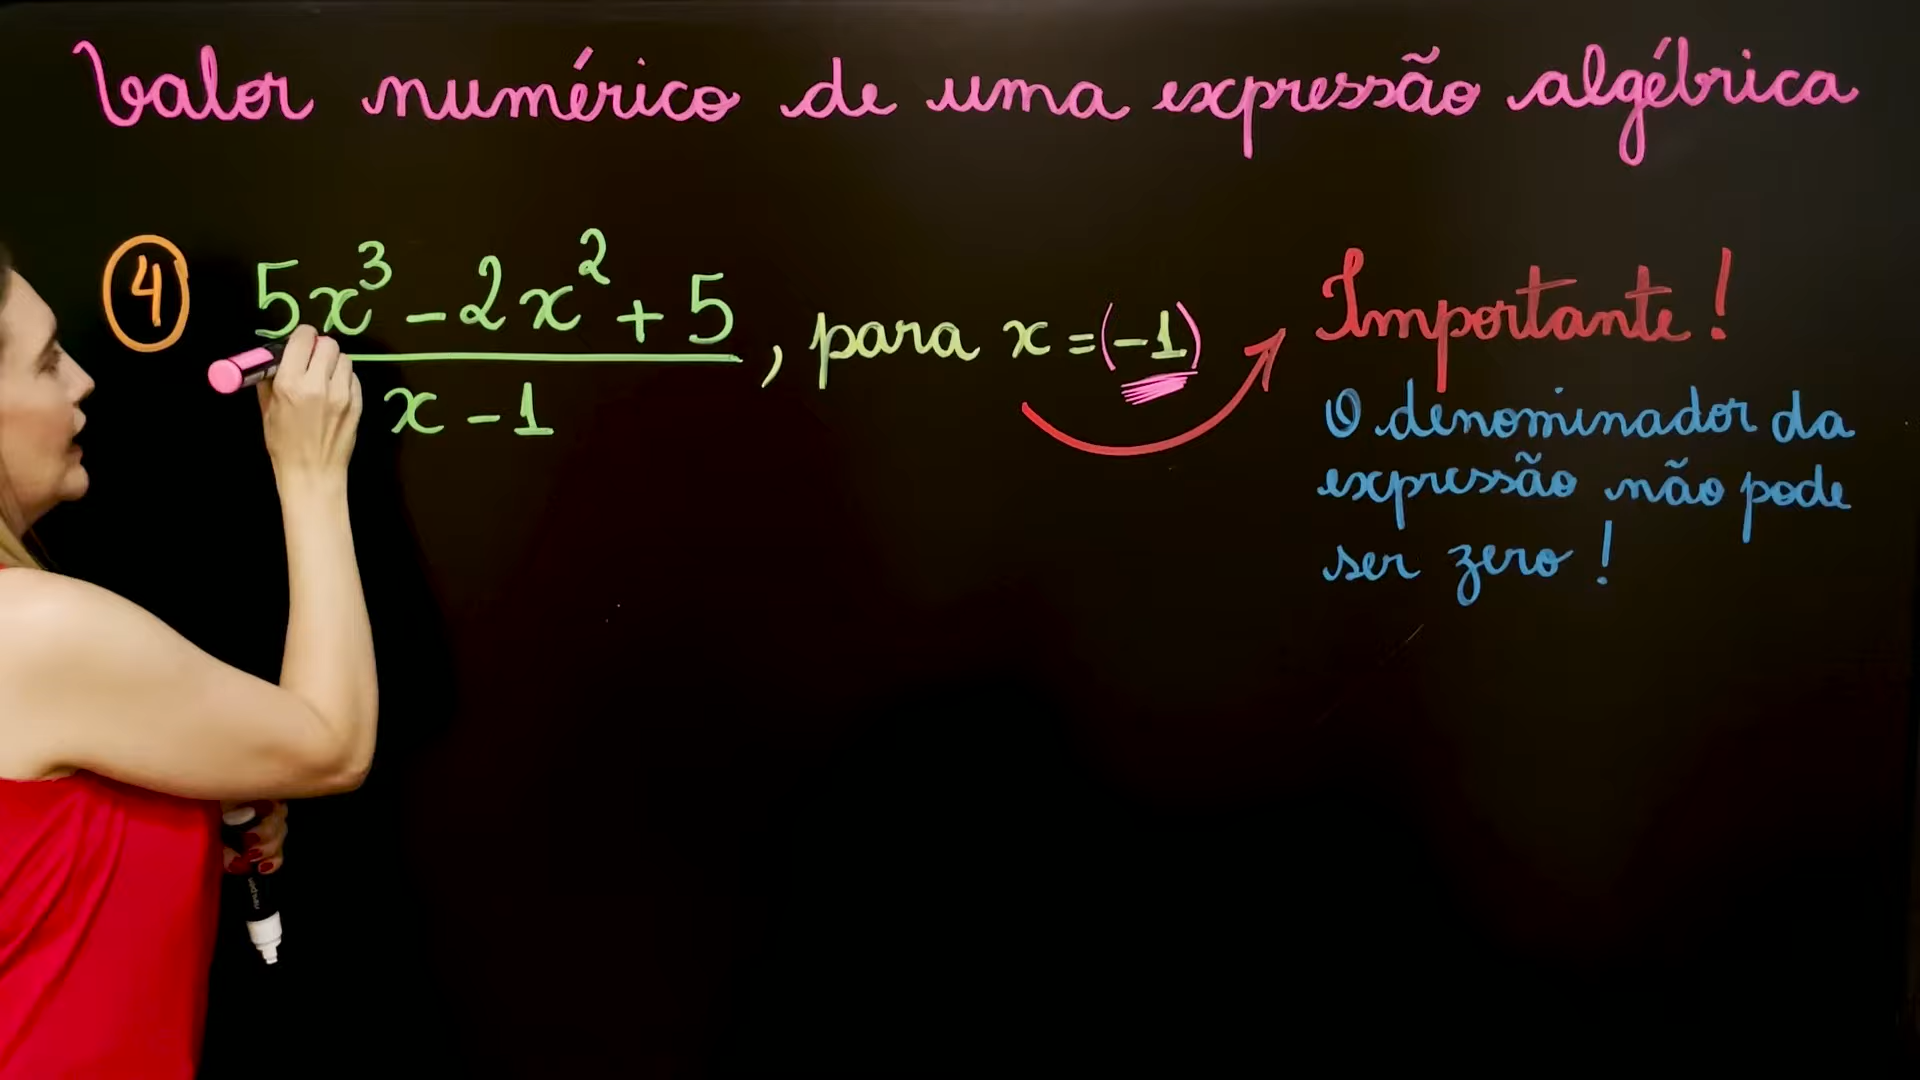 Valor numérico de uma expressão algébrica
4
5x³ - 2x² + 5
x - 1
, para x = (-1)
Importante!
O denominador da
expressão não pode
ser zero!